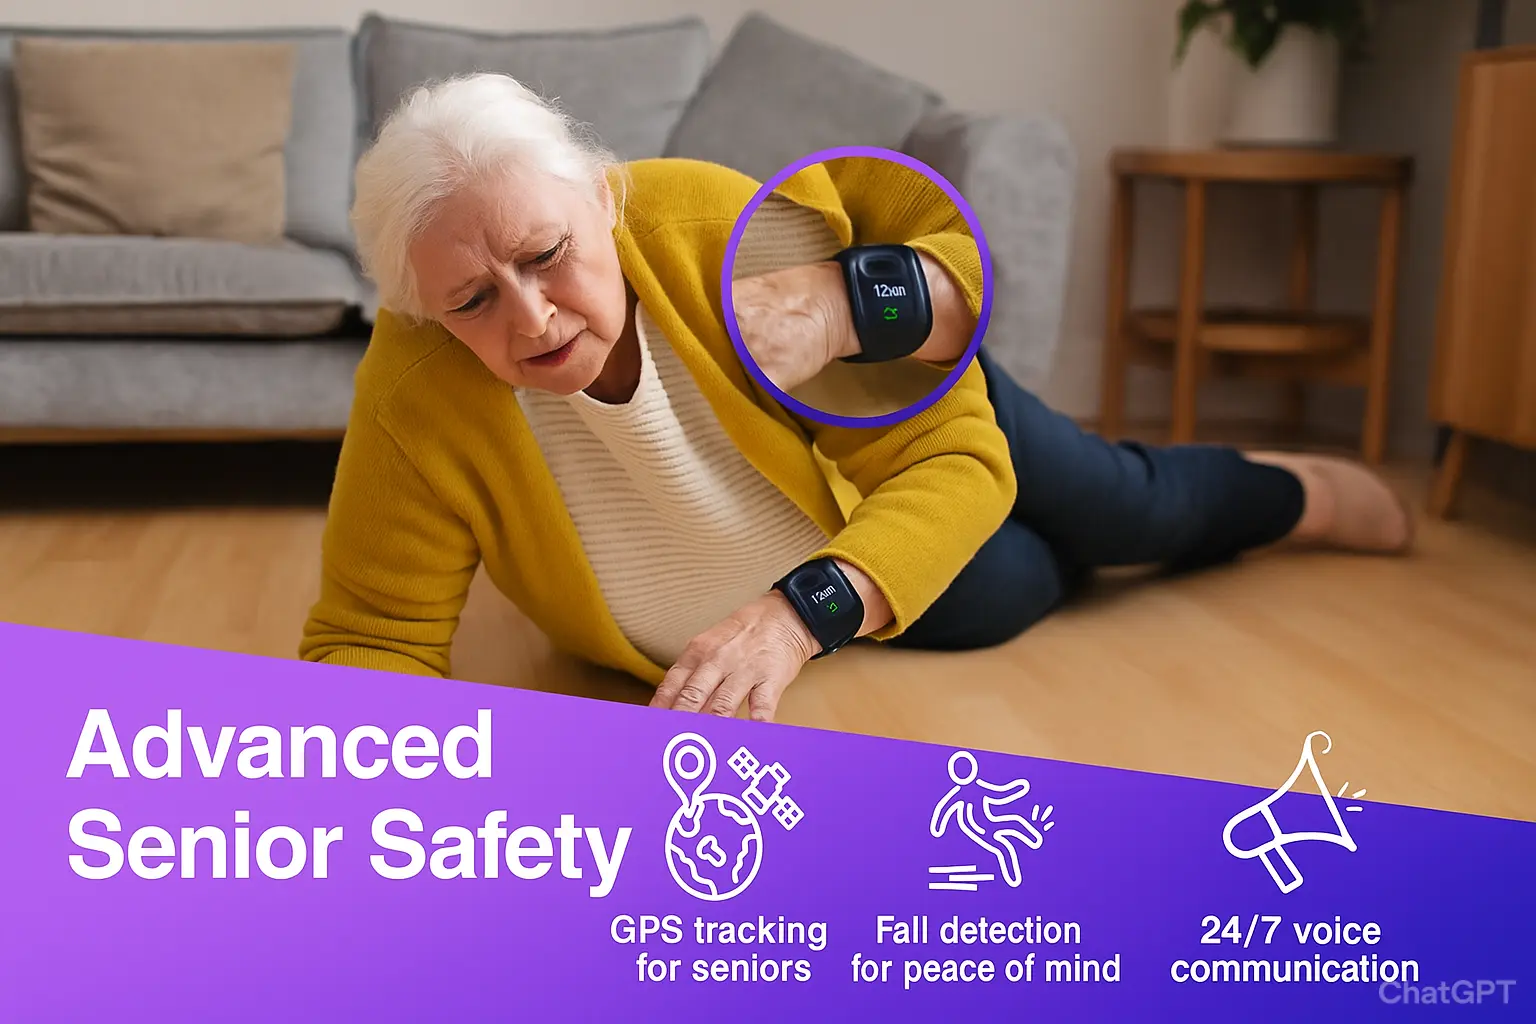 Advanced
Senior Safety
GPS tracking
for seniors
Fall detection
for peace of mind
24/7 voice
communication
ChatGPT